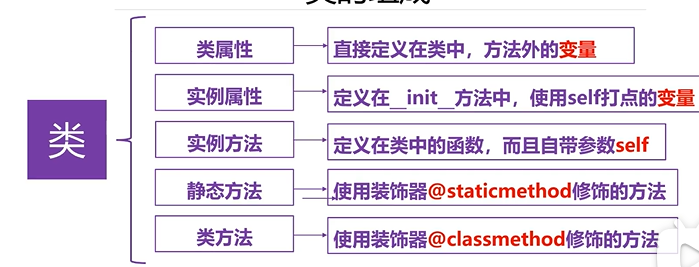 类属性
直接定义在类中，方法外的变量
实例属性
定义在__init__方法中，使用self打点的变量
实例方法
定义在类中的函数，而且自带参数self
类
静态方法
使用装饰器@staticmethod修饰的方法
类方法
使用装饰器@classmethod修饰的方法